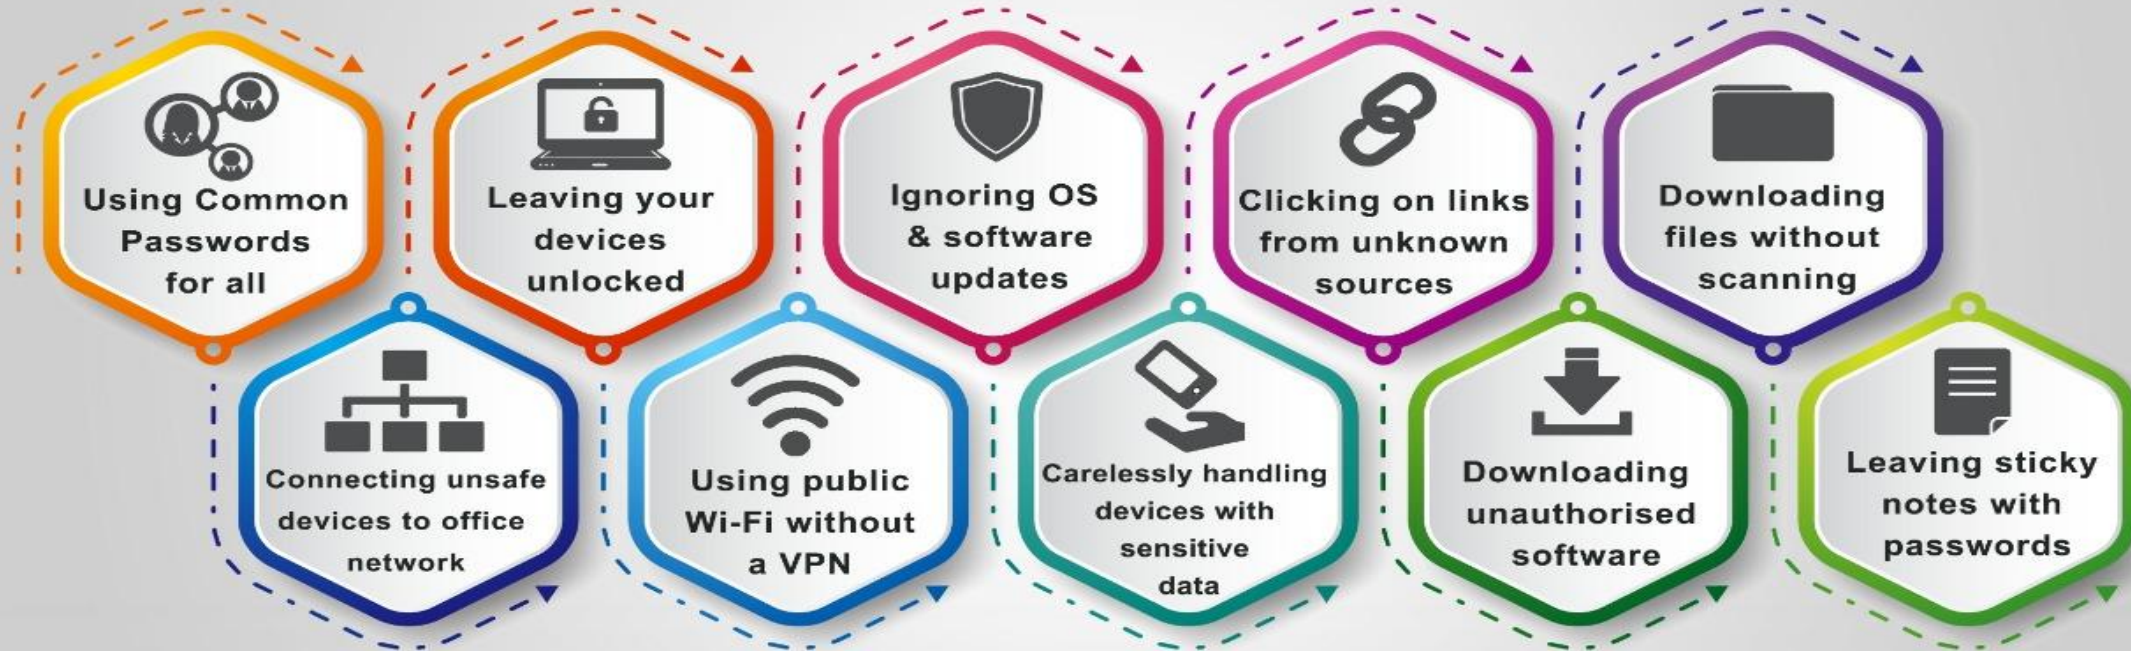 Using Common
Passwords
for all
Leaving your
devices
unlocked
Ignoring OS
& software
updates
Clicking on links
from unknown
sources
Downloading
files without
scanning
Connecting unsafe
devices to office
network
Using public
Wi-Fi without
a VPN
Carelessly handling
devices with
sensitive
data
Downloading
unauthorised
software
Leaving sticky
notes with
passwords